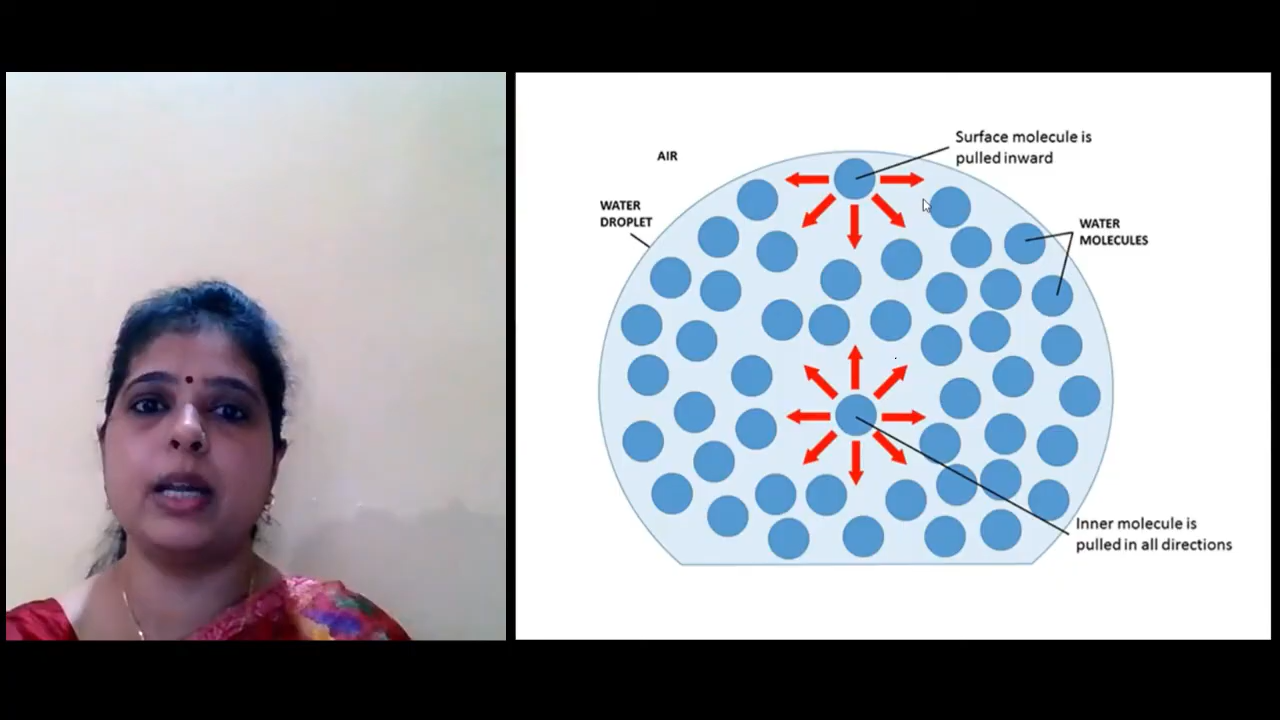 Surface molecule is
pulled inward
AIR
WATER
DROPLET
WATER
MOLECULES
Inner molecule is
pulled in all directions